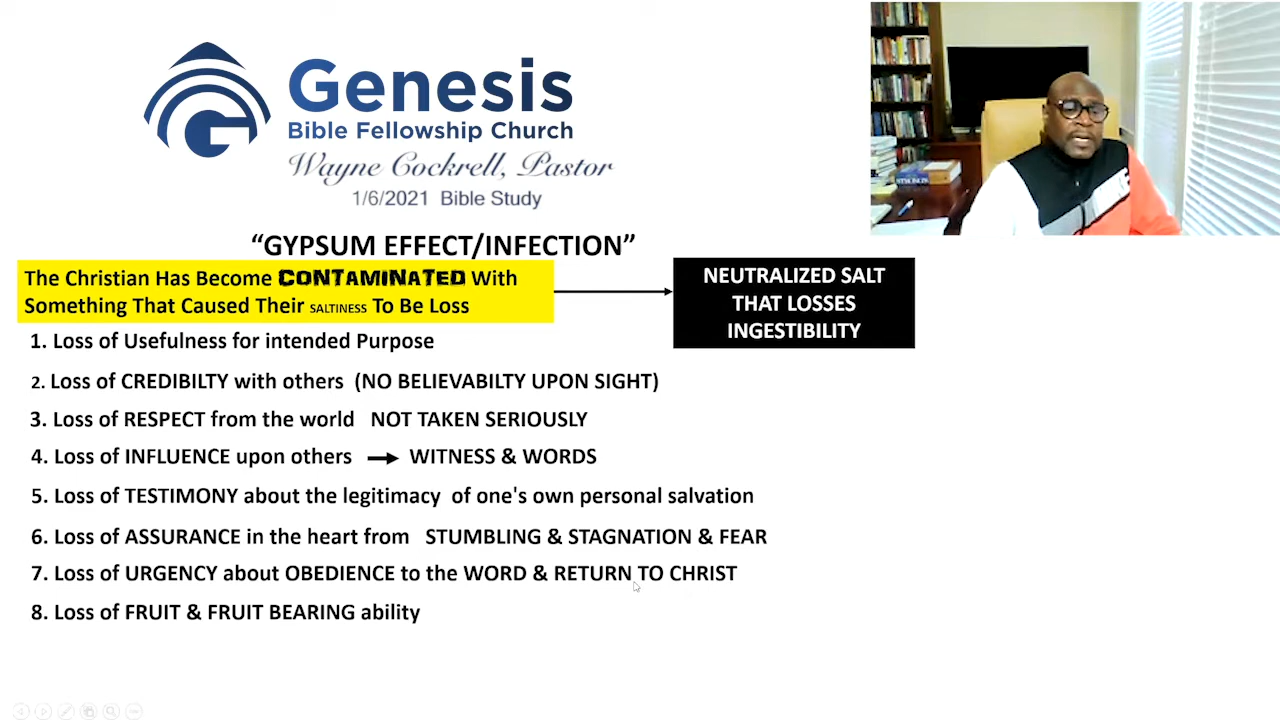 Genesis
Bible Fellowship Church
Wayne Cockrell, Pastor
1/6/2021 Bible Study
“GYPSUM EFFECT/INFECTION”
The Christian Has Become CONTAMINATED With
Something That Caused Their SALTINESS To Be Loss
NEUTRALIZED SALT
THAT LOSSES
INGESTIBILITY
1. Loss of Usefulness for intended Purpose
2. Loss of CREDIBILTY with others (NO BELIEVABILTY UPON SIGHT)
3. Loss of RESPECT from the world NOT TAKEN SERIOUSLY
4. Loss of INFLUENCE upon others → WITNESS & WORDS
5. Loss of TESTIMONY about the legitimacy of one's own personal salvation
6. Loss of ASSURANCE in the heart from STUMBLING & STAGNATION & FEAR
7. Loss of URGENCY about OBEDIENCE to the WORD & RETURN TO CHRIST
8. Loss of FRUIT & FRUIT BEARING ability